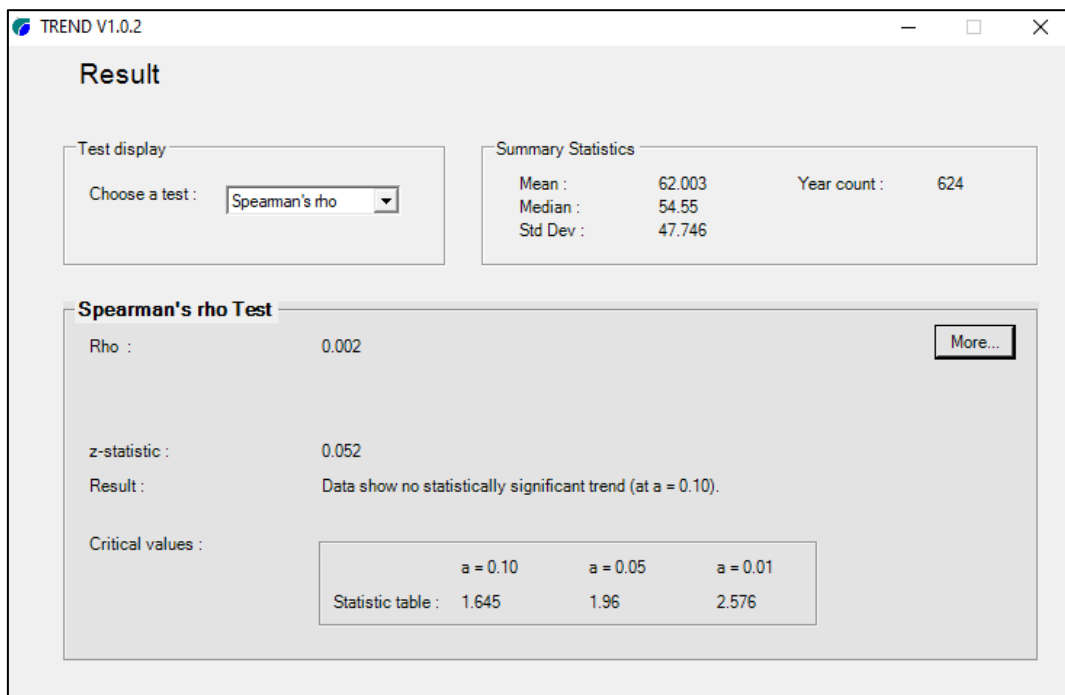 TREND V1.0.2
Result
Test display
Choose a test : Spearman's rho
Summary Statistics
Mean : 62.003 Year count : 624
Median : 54.55
Std Dev : 47.746
Spearman's rho Test
Rho : 0.002 More...
z-statistic : 0.052
Result : Data show no statistically significant trend (at a = 0.10).
Critical values :
a = 0.10 a = 0.05 a = 0.01
Statistic table : 1.645 1.96 2.576